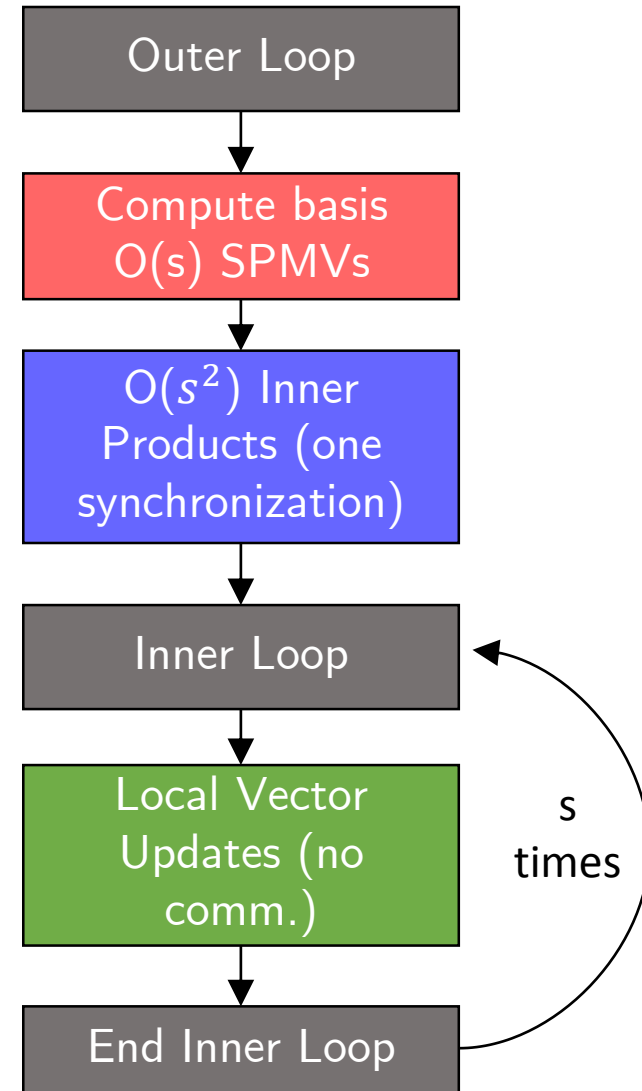 Outer Loop
Compute basis
O(s) SPMVs
O(s²) Inner
Products (one
synchronization)
Inner Loop
Local Vector
Updates (no
comm.)
s
times
End Inner Loop